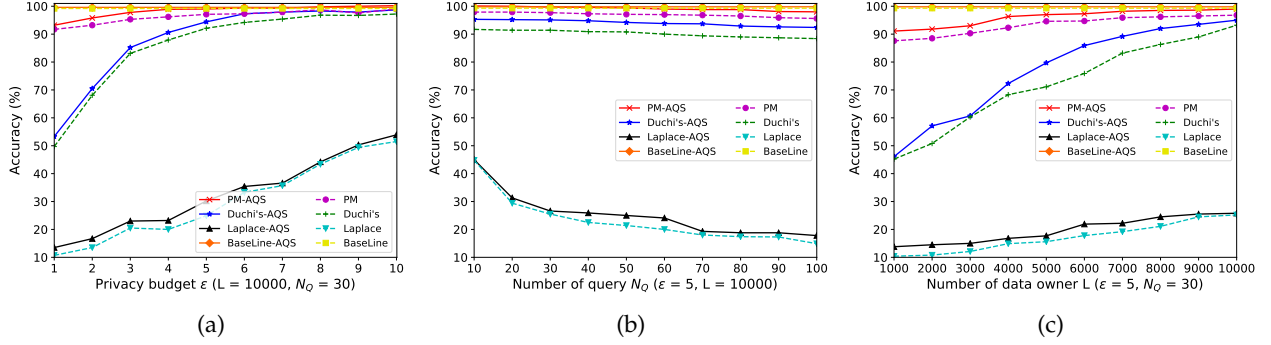 Accuracy (%)
100
90
80
70
60
50
40
30
20
10
PM-AQS
Duchi's-AQS
Laplace-AQS
BaseLine-AQS
PM
Duchi's
Laplace
BaseLine
1 2 3 4 5 6 7 8 9 10
Privacy budget ε (L = 10000, N_Q = 30)
(a)
Accuracy (%)
100
90
80
70
60
50
40
30
20
10
PM-AQS
Duchi's-AQS
Laplace-AQS
BaseLine-AQS
PM
Duchi's
Laplace
BaseLine
10 20 30 40 50 60 70 80 90 100
Number of query N_Q (ε = 5, L = 10000)
(b)
Accuracy (%)
100
90
80
70
60
50
40
30
20
10
PM-AQS
Duchi's-AQS
Laplace-AQS
BaseLine-AQS
PM
Duchi's
Laplace
BaseLine
1000 2000 3000 4000 5000 6000 7000 8000 9000 10000
Number of data owner L (ε = 5, N_Q = 30)
(c)